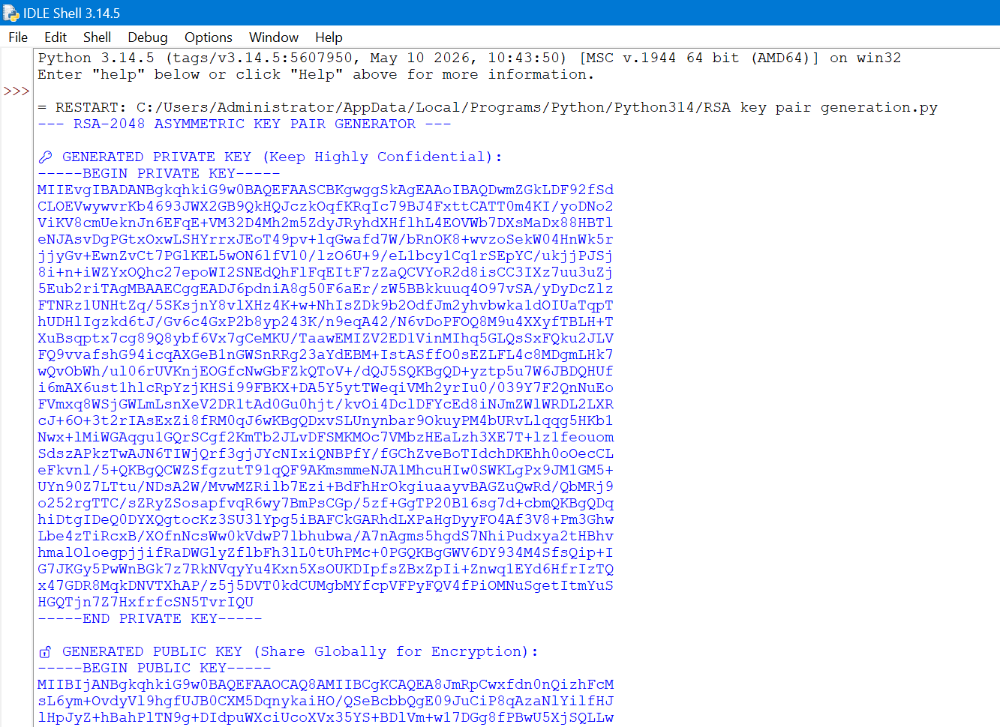 IDLE Shell 3.14.5
File Edit Shell Debug Options Window Help
Python 3.14.5 (tags/v3.14.5:5607950, May 10 2026, 10:43:50) [MSC v.1944 64 bit (AMD64)] on win32
Enter "help" below or click "Help" above for more information.
>>>
= RESTART: C:/Users/Administrator/AppData/Local/Programs/Python/Python314/RSA key pair generation.py
--- RSA-2048 ASYMMETRIC KEY PAIR GENERATOR ---
🔑 GENERATED PRIVATE KEY (Keep Highly Confidential):
-----BEGIN PRIVATE KEY-----
MIIEvgIBADANBgkqhkiG9w0BAQEFAASCBKgwggSkAgEAAoIBAQDwmZGkLDF92fSd
CLOEVwywvrKb4693JWX2GB9QkHQJczkOqfKRqIc79BJ4FxttCATT0m4KI/yoDNo2
ViKV8cmUeknJn6EFqE+VM32D4Mh2m5ZdyJRyhdXHflhL4EOVWb7DXsMaDx88HBTl
eNJAsvDgPGtxOxwLSHYrrxJEoT49pv+lqGwafd7W/bRnOK8+wvzoSekW04HnWk5r
jjyGv+EwnZvCt7PGlKEL5wON6lfV10/lzO6U+9/eL1bcy1Cq1rSEpYC/ukjjPJSj
8i+n+iWZYxOQhc27epoWI2SNEdQhFlFqEItF7zZaQCVYoR2d8isCC3IXz7uu3uZj
5Eub2riTAgMBAAECggEADJ6pdniA8g50F6aEr/zW5BBkkuuq4O97vSA/yDyDcZlz
FTNRz1UNHtZq/5SKsjnY8vlXHz4K+w+NhIsZDk9b2OdfJm2yhvbwka1dOIUaTqpT
hUDHlIgzkd6tJ/Gv6c4GxP2b8yp243K/n9eqA42/N6vDoPFOQ8M9u4XXyfTBLH+T
XuBsqptx7cg89Q8ybf6Vx7gCeMKU/TaawEMIZV2ED1VinMIhq5GLQsSxFQku2JLV
FQ9vvafshG94icqAXGeB1nGWSnRRg23aYdEBM+IstASffO0sEZLFL4c8MDgmLHk7
wQvObWh/ul06rUVKnjEOGfcNwGbFZkQToV+/dQJ5SQKBgQD+yztp5u7W6JBDQHUf
i6mAX6ust1hlcRpYzjKHSi99FBKX+DA5Y5ytTWeqiVMh2yrIu0/039Y7F2QnNuEo
FVmxq8WSjGWLmLsnXeV2DR1tAd0Gu0hjt/kvOi4DclDFYcEd8iNJmZWlWRDL2LXR
cJ+6O+3t2rIAsExZi8fRM0qJ6wKBgQDxvSLUnynbar9OkuyPM4bURvLlqqg5HKb1
Nwx+lMiWGAqgu1GQrSCgf2KmTb2JLvDFSMKMOc7VMbzHEaLzh3XE7T+lz1feouom
SdszAPkzTwAJN6TIWjQrf3gjJYcNIxiQNBPfY/fGChZveBoTIdchDKEhh0oOecCL
eFkvnl/5+QKBgQCWZSfgzutT91qQF9AKmsmmeNJA1MhcuHIw0SWKLgPx9JM1GM5+
UYn90Z7LTtu/NDsA2W/MvwMZRilb7Ezi+BdFhHrOkgiuaayvBAGZuQwRd/QbMRj9
o252rgTTC/sZRyZSosapfvqR6wy7BmPsCGp/5zf+GgTP20B16sg7d+cbmQKBgQDq
hiDtgIDeQ0DYXQgtocKz3SU3lYpg5iBAFCkGARhdLXPaHgDyyFO4Af3V8+Pm3Ghw
Lbe4zTiRcxB/XOfnNcsWw0kVdwP7lbhubwa/A7nAgms5hgdS7NhiPudxya2tHBhv
hmalOloegpjjifRaDWGlyZflbFh3lL0tUhPMc+0PGQKBgGWV6DY934M4SfsQip+I
G7JKGy5PwWnBGk7z7RkNVqyYu4Kxn5XsOUKDIpfsZBxZpIi+Znwq1EYd6HfrIzTQ
x47GDR8MqkDNVTXhAP/z5j5DVT0kdCUMgbMYfcpVFPyFQV4fPiOMNuSgetItmYuS
HGQTjn7Z7HxfrfcSN5TvrIQU
-----END PRIVATE KEY-----
🔓 GENERATED PUBLIC KEY (Share Globally for Encryption):
-----BEGIN PUBLIC KEY-----
MIIBIjANBgkqhkiG9w0BAQEFAAOCAQ8AMIIBCgKCAQEA8JmRpCwxfdn0nQizhFcM
sL6ym+OvdyVl9hgfUJB0CXM5DqnykaiHO/QSeBcbbQgE09JuCiP8qAzaNlYilfHJ
lHpJyZ+hBahPlTN9g+DIdpuWXciUcoXVx35YS+BDlVm+w17DGg8fPBwU5XjSQLLw